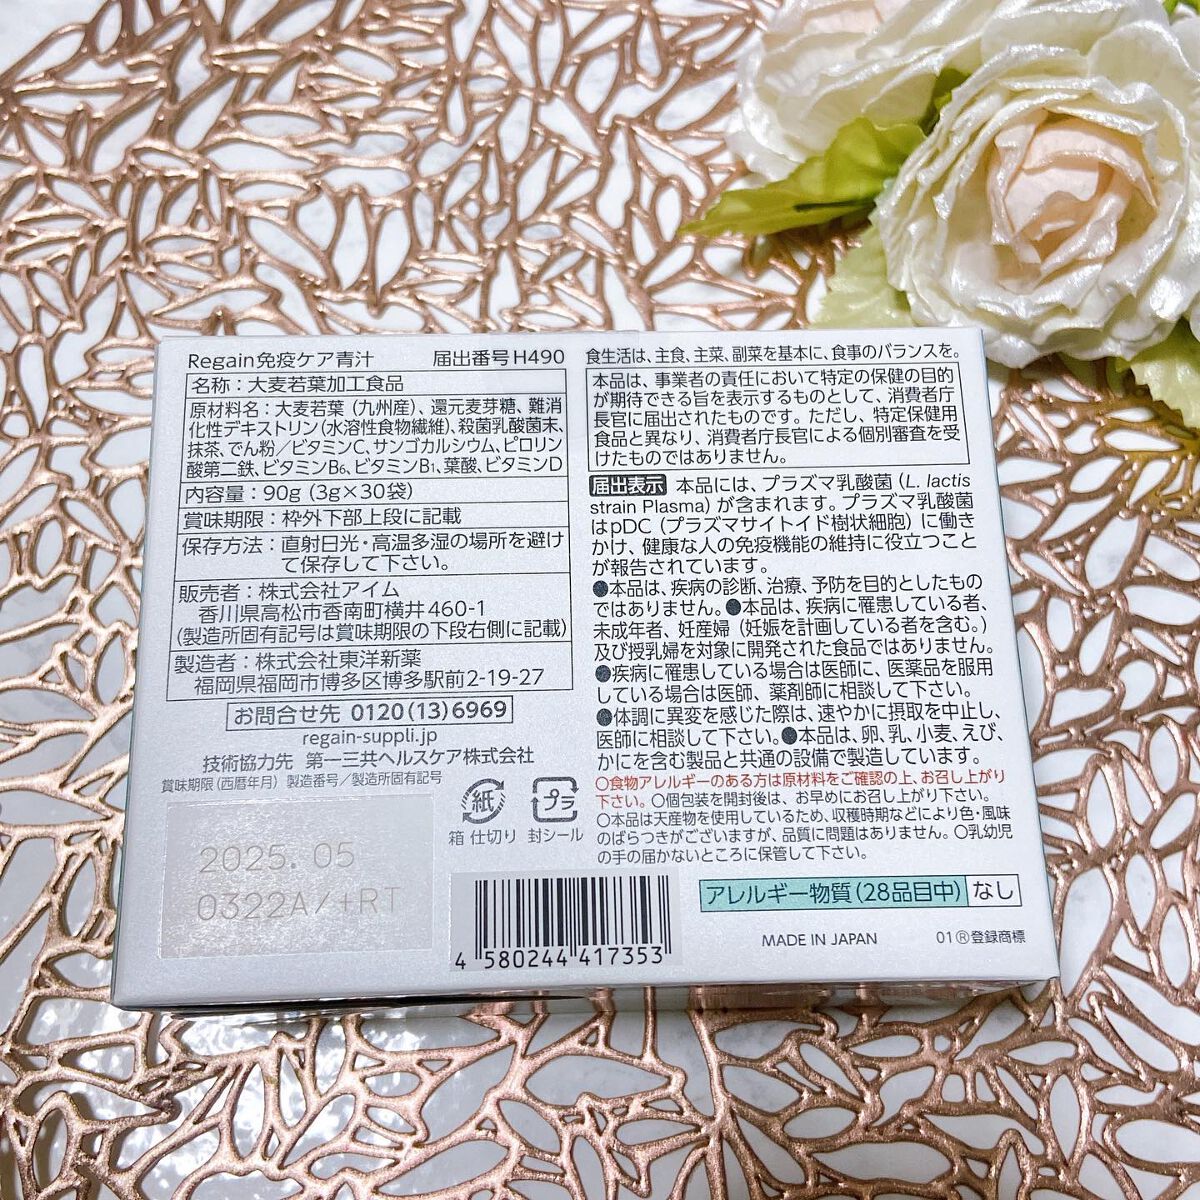 Regain免疫ケア青汁 届出番号H490
名称：大麦若葉加工食品
原材料名：大麦若葉（九州産）、還元麦芽糖、難消
化性デキストリン（水溶性食物繊維）、殺菌乳酸菌末、
抹茶、でん粉／ビタミンC、サンゴカルシウム、ピロリン
酸第二鉄、ビタミンB₆、ビタミンB₁、葉酸、ビタミンD
内容量：90g（3g×30袋）
賞味期限：枠外下部上段に記載
保存方法：直射日光・高温多湿の場所を避け
て保存して下さい。
販売者：株式会社アイム
香川県高松市香南町横井460-1
（製造所固有記号は賞味期限の下段右側に記載）
製造者：株式会社東洋新薬
福岡県福岡市博多区博多駅前2-19-27
お問合せ先 0120(13)6969
regain-suppli.jp
技術協力先 第一三共ヘルスケア株式会社
賞味期限（西暦年月）製造番号／製造所固有記号
2025. 05
0322A/+RT
紙
箱 仕切り
プラ
封シール
4 580244 417353
食生活は、主食、主菜、副菜を基本に、食事のバランスを。
本品は、事業者の責任において特定の保健の目的
が期待できる旨を表示するものとして、消費者庁
長官に届出されたものです。ただし、特定保健用
食品と異なり、消費者庁長官による個別審査を受
けたものではありません。
届出表示 本品には、プラズマ乳酸菌（L. lactis
strain Plasma）が含まれます。プラズマ乳酸菌
はpDC（プラズマサイトイド樹状細胞）に働き
かけ、健康な人の免疫機能の維持に役立つこと
が報告されています。
●本品は、疾病の診断、治療、予防を目的としたもの
ではありません。●本品は、疾病に罹患している者、
未成年者、妊産婦（妊娠を計画している者を含む。）
及び授乳婦を対象に開発された食品ではありません。
●疾病に罹患している場合は医師に、医薬品を服用
している場合は医師、薬剤師に相談して下さい。
●体調に異変を感じた際は、速やかに摂取を中止し、
医師に相談して下さい。●本品は、卵、乳、小麦、えび、
かにを含む製品と共通の設備で製造しています。
○食物アレルギーのある方は原材料をご確認の上、お召し上がり
下さい。○個包装を開封後は、お早めにお召し上がり下さい。
○本品は天産物を使用しているため、収穫時期などにより色・風味
のばらつきがございますが、品質に問題はありません。○乳幼児
の手の届かないところに保管して下さい。
アレルギー物質（28品目中） なし
MADE IN JAPAN 01 ®登録商標